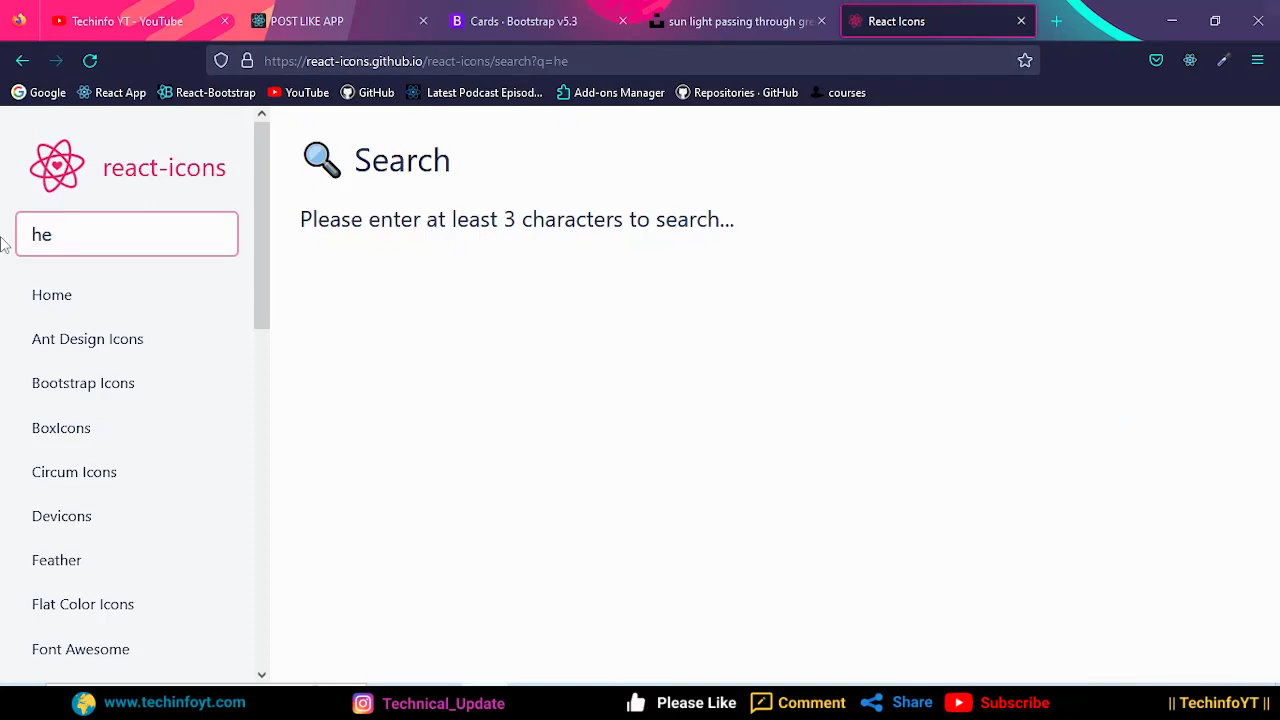 Techinfo YT - YouTube
POST LIKE APP
Cards · Bootstrap v5.3
sun light passing through gre
React Icons
https://react-icons.github.io/react-icons/search?q=he
Google
React App
React-Bootstrap
YouTube
GitHub
Latest Podcast Episod...
Add-ons Manager
Repositories · GitHub
courses
react-icons
he
Home
Ant Design Icons
Bootstrap Icons
BoxIcons
Circum Icons
Devicons
Feather
Flat Color Icons
Font Awesome
Search
Please enter at least 3 characters to search...
www.techinfoyt.com
Technical_Update
Please Like
Comment
Share
Subscribe
|| TechinfoYT ||